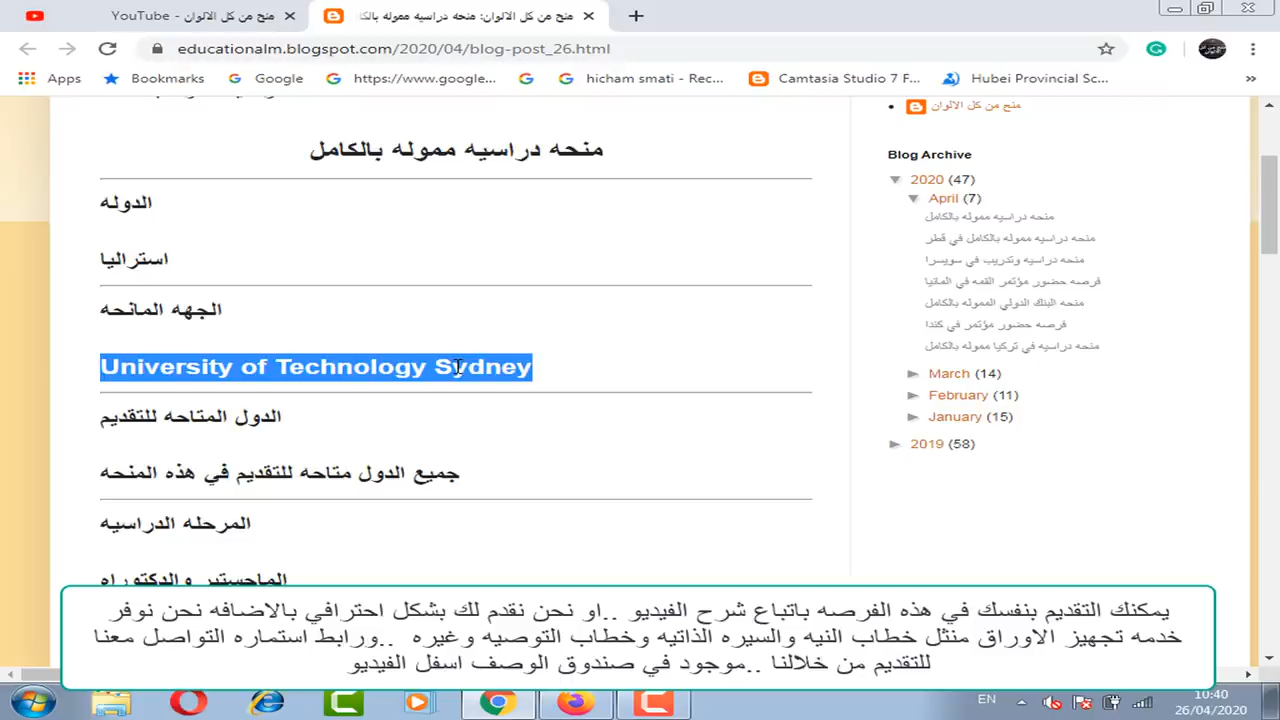 منح من كل الالوان - YouTube
منح من كل الالوان: منحه دراسيه ممولة بالكا
educationalm.blogspot.com/2020/04/blog-post_26.html
Apps
Bookmarks
Google
https://www.google...
hicham smati - Rec...
Camtasia Studio 7 F...
Hubei Provincial Sc...
»
منحه دراسيه ممولة بالكامل
الدوله
استراليا
الجهه المانحه
University of Technology Sydney
الدول المتاحه للتقديم
جميع الدول متاحه للتقديم في هذه المنحه
المرحله الدراسيه
الماجستير والدكتوراه
منح من كل الالوان
Blog Archive
▼ 2020 (47)
▼ April (7)
منحه دراسيه ممولة بالكامل
منحه دراسيه ممولة بالكامل في قطر
منحه دراسيه وتدريب في سويسرا
فرصه حضور مؤتمر القمه في المانيا
منحه البنك الدولي الممولة بالكامل
فرصه حضور مؤتمر في كندا
منحه دراسيه في تركيا ممولة بالكامل
► March (14)
► February (11)
► January (15)
► 2019 (58)
يمكنك التقديم بنفسك في هذه الفرصه باتباع شرح الفيديو ..او نحن نقدم لك بشكل احترافي بالاضافه نحن نوفر
خدمه تجهيز الاوراق منثل خطاب النيه والسيره الذاتيه وخطاب التوصيه وغيره ..ورابط استماره التواصل معنا
للتقديم من خلالنا ..موجود في صندوق الوصف اسفل الفيديو
EN
10:40
26/04/2020